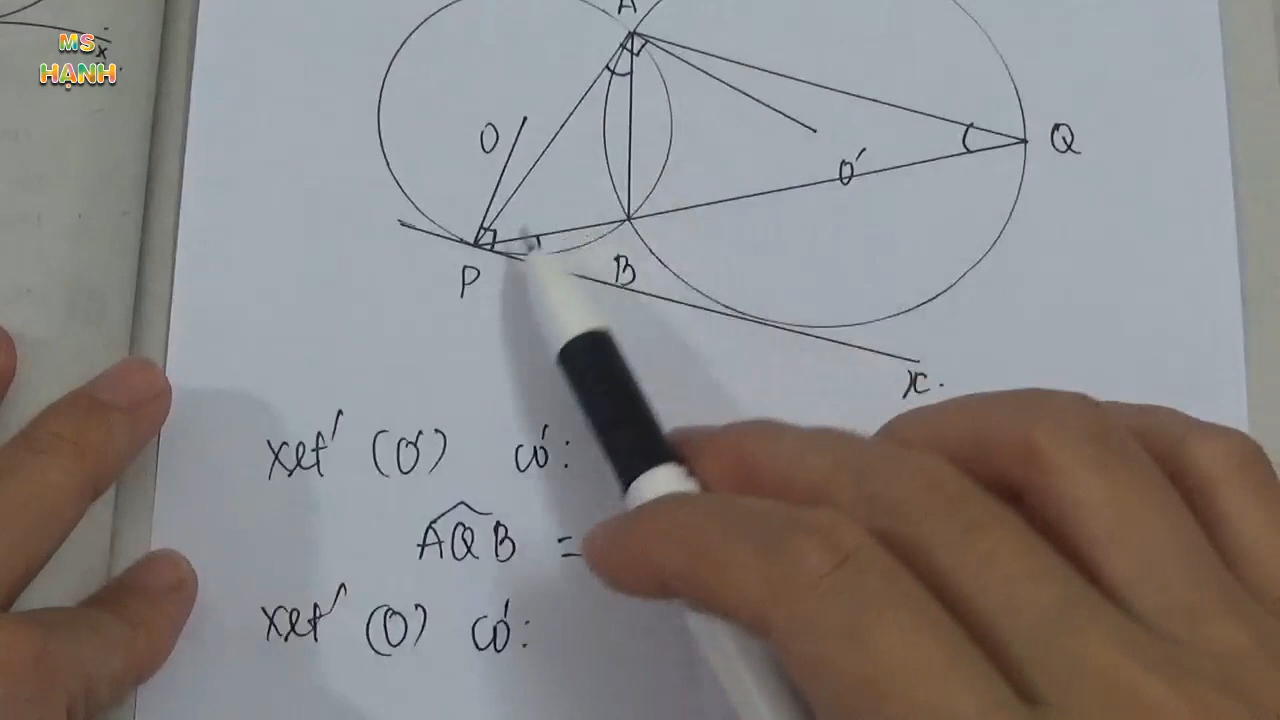 MS
HẠNH
x
A
O
Q
O'
P
B
x.
xét (O') có:
AQB =
xét (O) có: